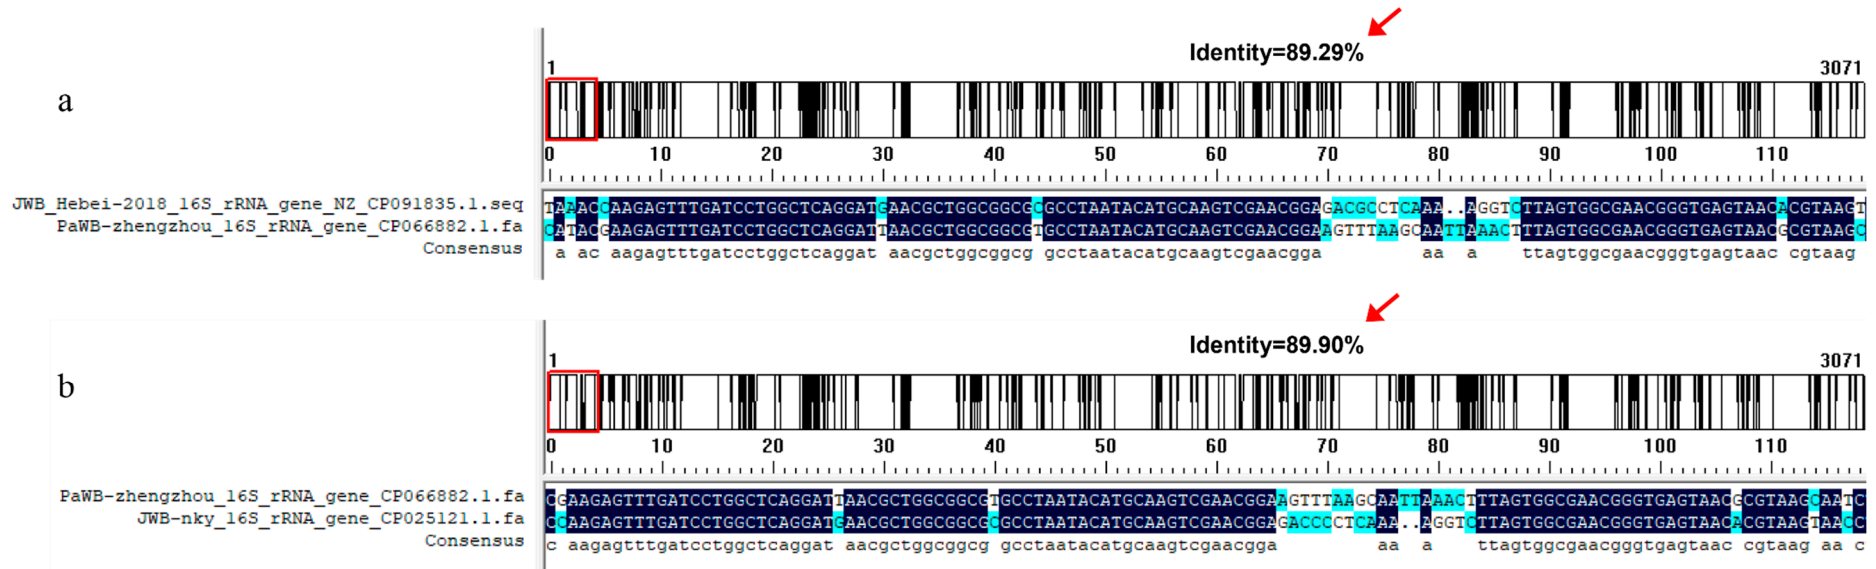 Identity=89.29%
1 3071
a
0 10 20 30 40 50 60 70 80 90 100 110
JWB_Hebei-2018_16S_rRNA_gene_NZ_CP091835.1.seq TAAACCAAGAGTTTGATCCTGGCTCAGGATGAACGCTGGCGGCGCGCCTAATACATGCAAGTCGAACGGAGACGCCTCAAA..AGGTCTTAGTGGCGAACGGGTGAGTAACACGTAAGT
PaWB-zhengzhou_16S_rRNA_gene_CP066882.1.fa CATACGAAGAGTTTGATCCTGGCTCAGGATTAACGCTGGCGGCGTGCCTAATACATGCAAGTCGAACGGAAGTTTAAGCAATTAAACTTTAGTGGCGAACGGGTGAGTAACGCGTAAGC
Consensus a ac aagagtttgatcctggctcaggat aacgctggcggcg gcctaatacatgcaagtcgaacgga aa a ttagtggcgaacgggtgagtaac cgtaag
Identity=89.90%
1 3071
b
0 10 20 30 40 50 60 70 80 90 100 110
PaWB-zhengzhou_16S_rRNA_gene_CP066882.1.fa CGAAGAGTTTGATCCTGGCTCAGGATTAACGCTGGCGGCGTGCCTAATACATGCAAGTCGAACGGAAGTTTAAGCAATTAAACTTTAGTGGCGAACGGGTGAGTAACGCGTAAGCAATC
JWB-nky_16S_rRNA_gene_CP025121.1.fa CCAAGAGTTTGATCCTGGCTCAGGATGAACGCTGGCGGCGCGCCTAATACATGCAAGTCGAACGGAGACCCCTCAAA..AGGTCTTAGTGGCGAACGGGTGAGTAACACGTAAGTAACC
Consensus c aagagtttgatcctggctcaggat aacgctggcggcg gcctaatacatgcaagtcgaacgga aa a ttagtggcgaacgggtgagtaac cgtaag aa c